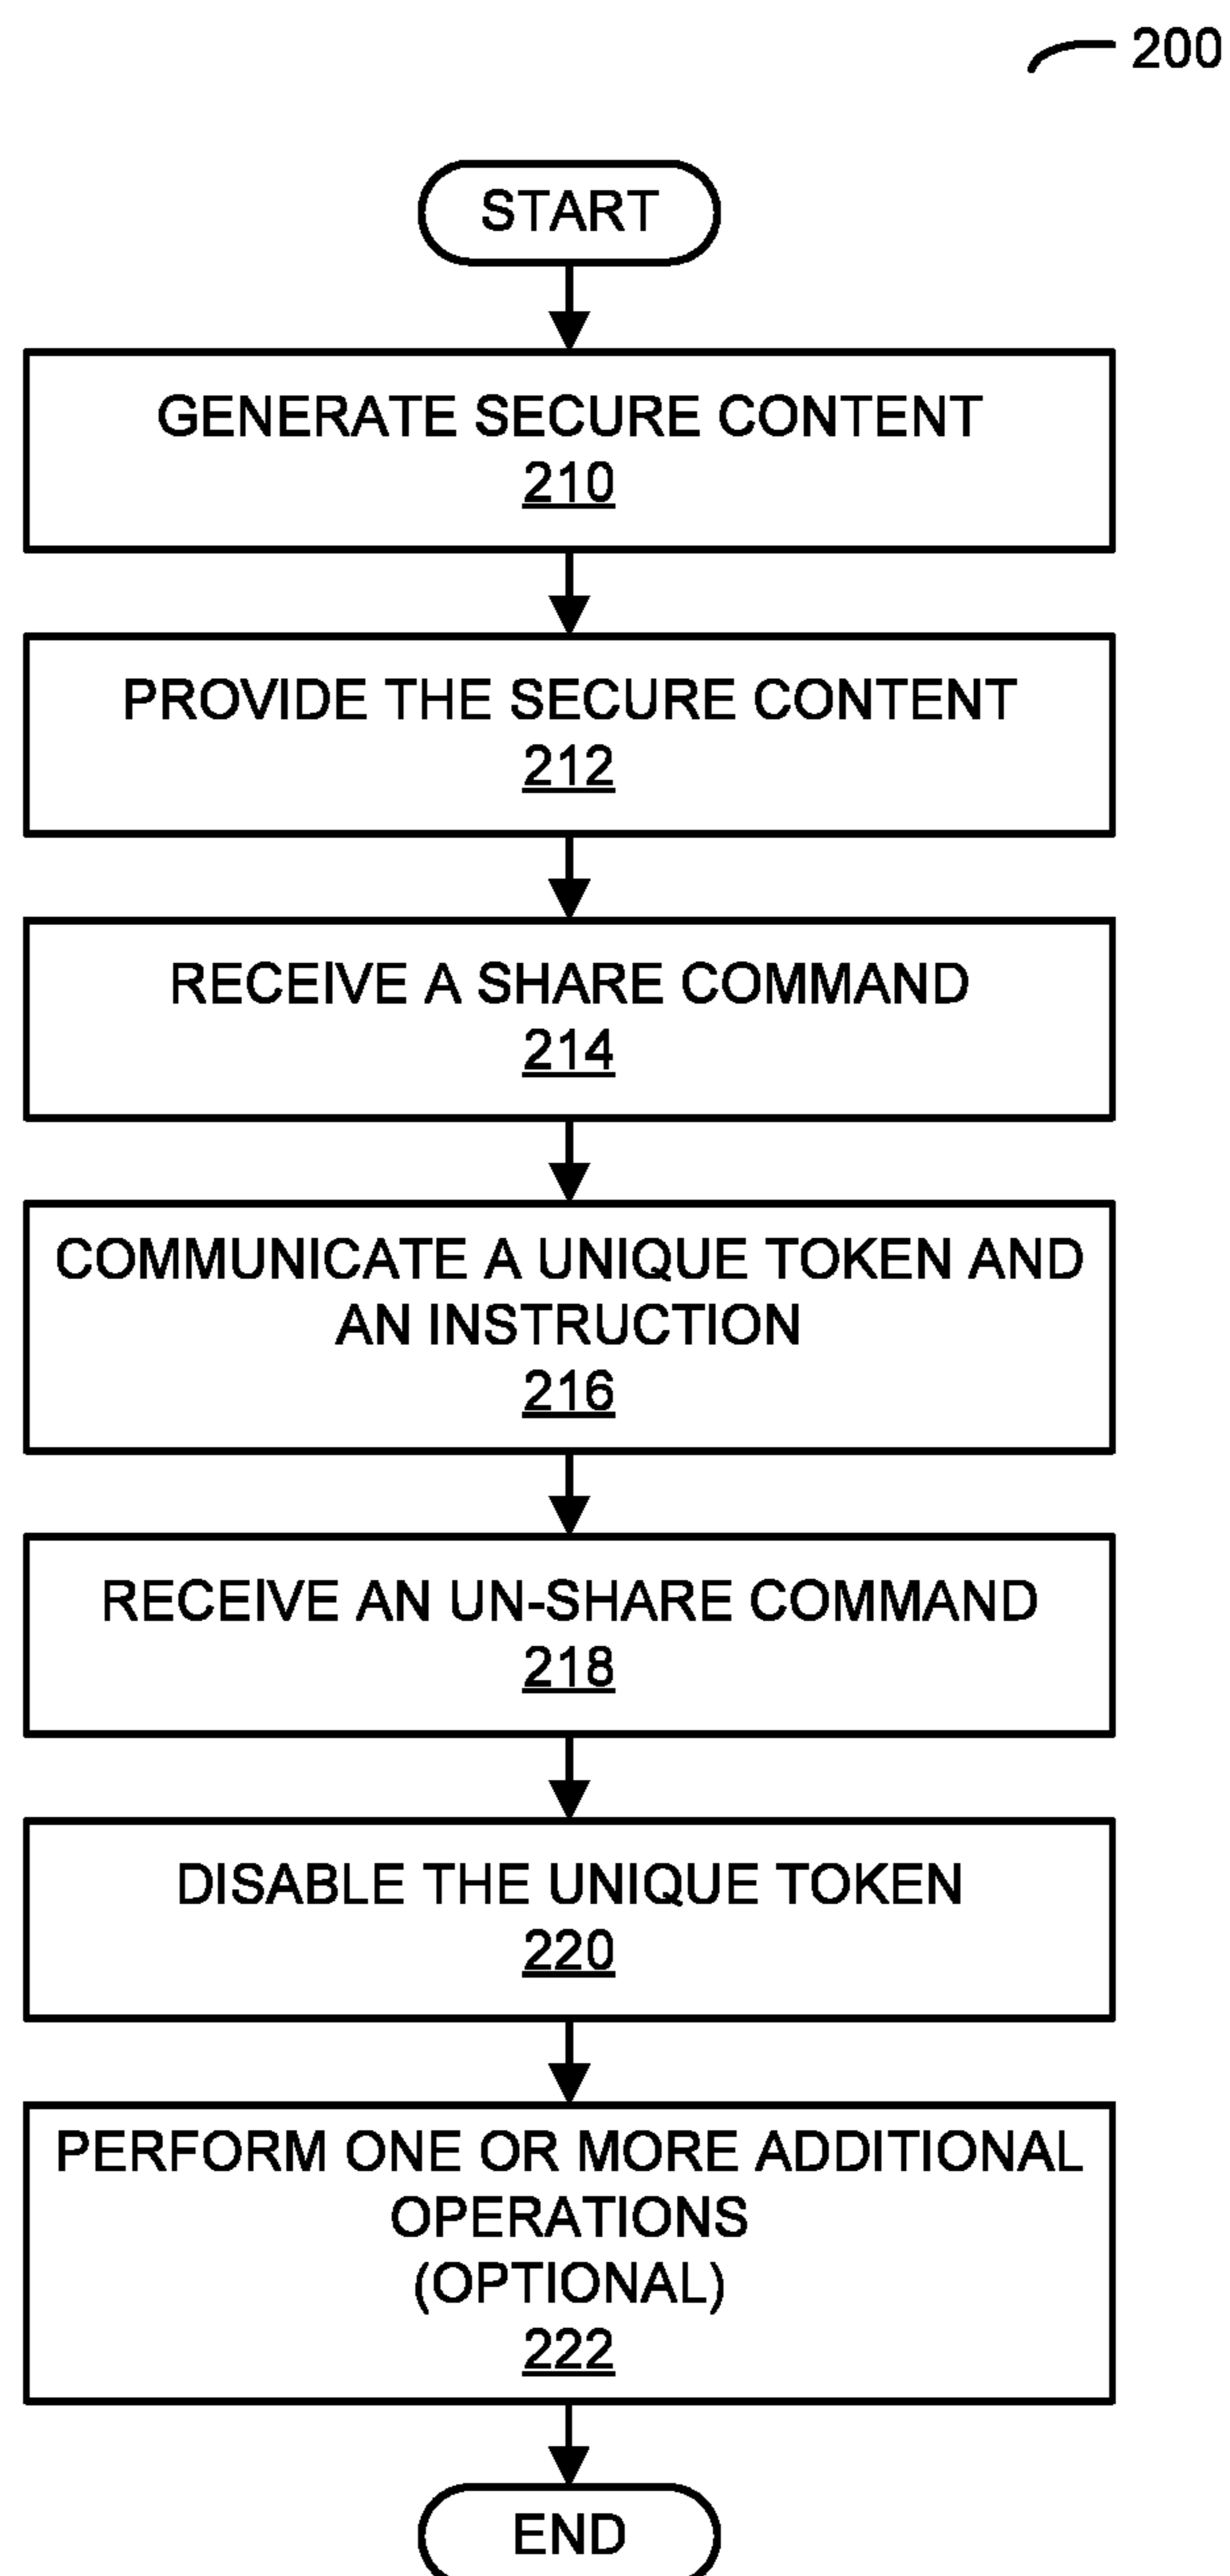 200
START
GENERATE SECURE CONTENT
210
PROVIDE THE SECURE CONTENT
212
RECEIVE A SHARE COMMAND
214
COMMUNICATE A UNIQUE TOKEN AND
AN INSTRUCTION
216
RECEIVE AN UN-SHARE COMMAND
218
DISABLE THE UNIQUE TOKEN
220
PERFORM ONE OR MORE ADDITIONAL
OPERATIONS
(OPTIONAL)
222
END